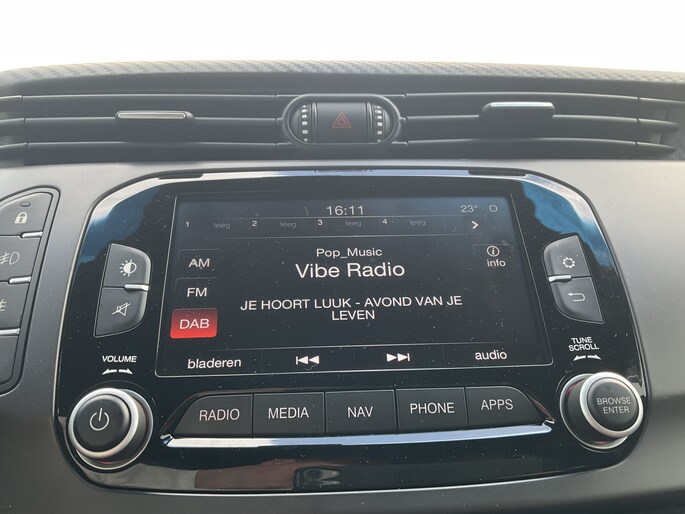 16:11
23°
1 leeg 2 leeg 3 leeg 4 leeg
AM
Pop_Music
info
Vibe Radio
FM
JE HOORT LUUK - AVOND VAN JE
LEVEN
DAB
bladeren
audio
VOLUME
TUNE
SCROLL
RADIO
MEDIA
NAV
PHONE
APPS
BROWSE
ENTER